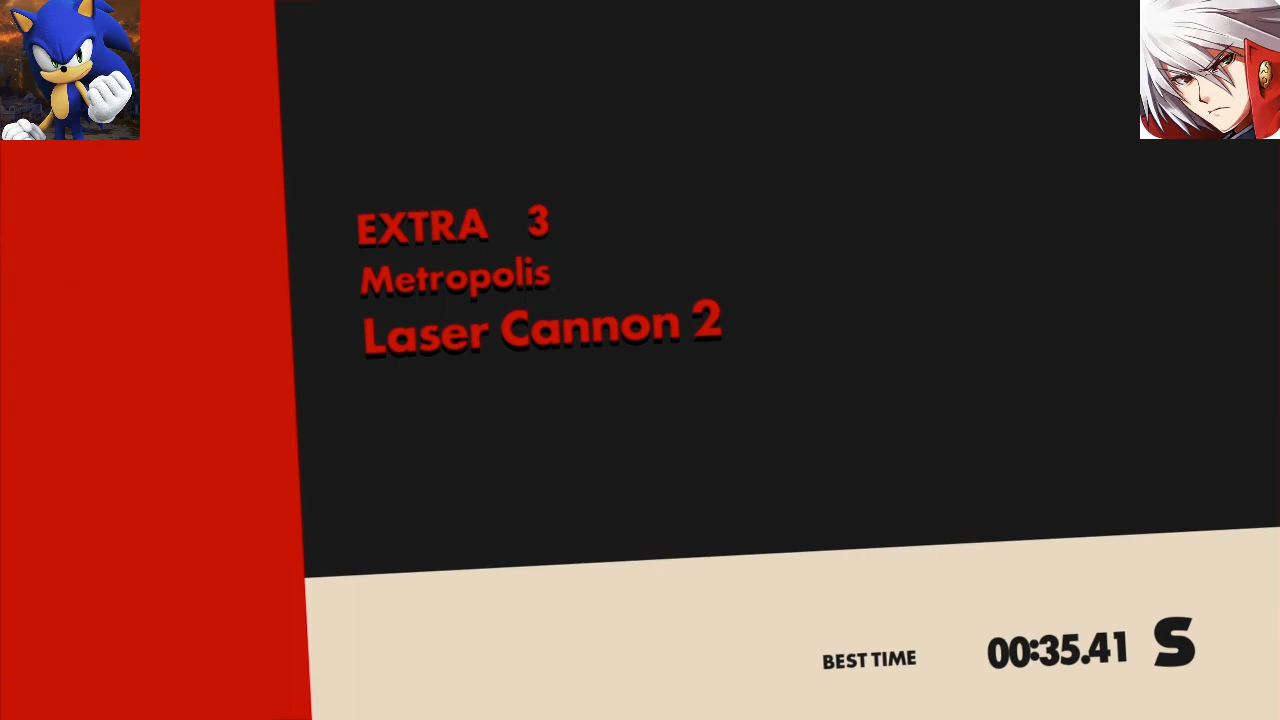 EXTRA 3
Metropolis
Laser Cannon 2
BEST TIME 00:35.41 S